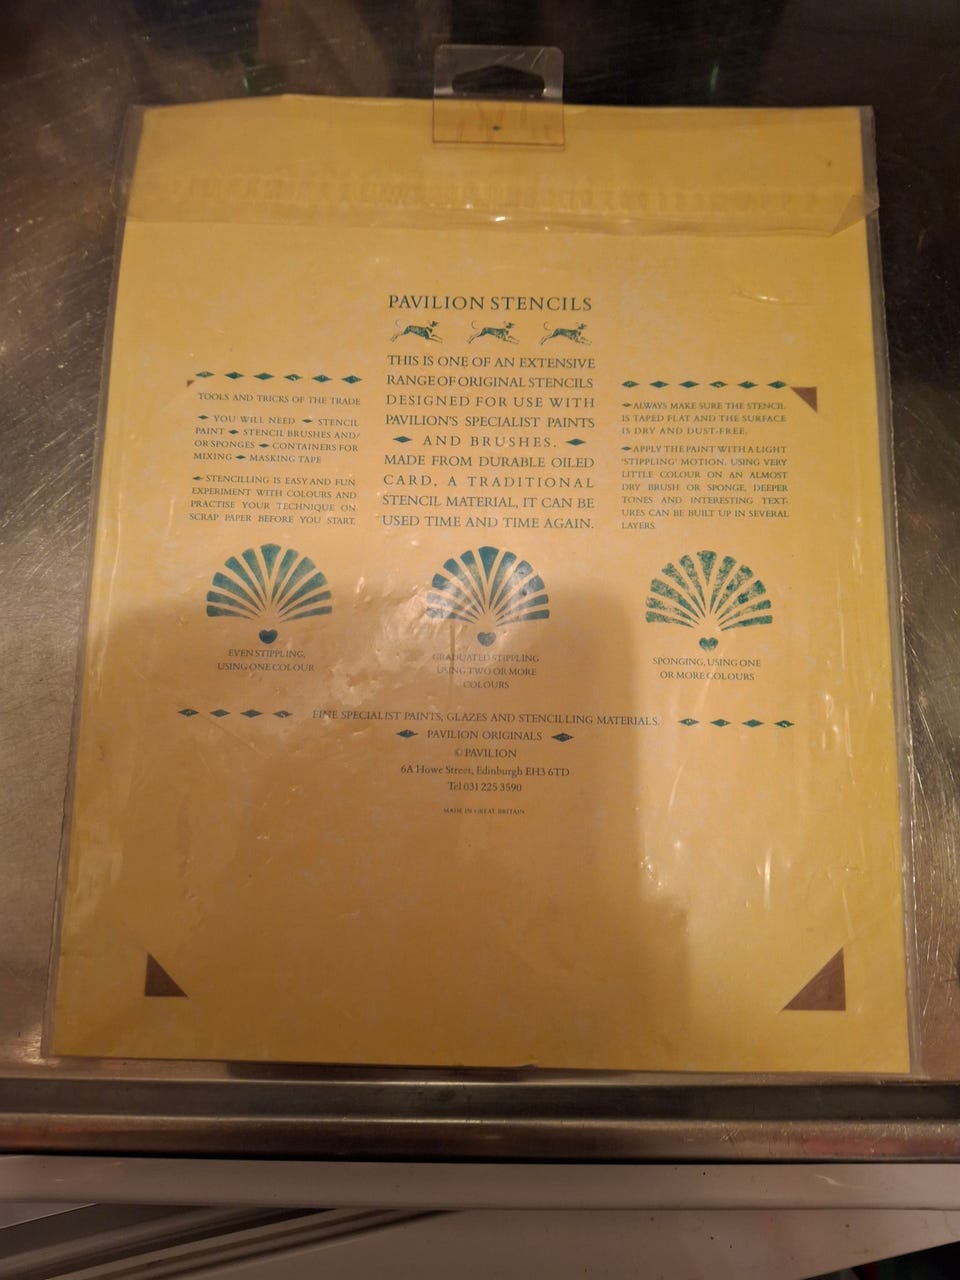 PAVILION STENCILS
THIS IS ONE OF AN EXTENSIVE
RANGE OF ORIGINAL STENCILS
DESIGNED FOR USE WITH
PAVILION'S SPECIALIST PAINTS
AND BRUSHES.
MADE FROM DURABLE OILED
CARD, A TRADITIONAL
STENCIL MATERIAL, IT CAN BE
USED TIME AND TIME AGAIN.
TOOLS AND TRICKS OF THE TRADE
YOU WILL NEED STENCIL
PAINT STENCIL BRUSHES AND/
OR SPONGES CONTAINERS FOR
MIXING MASKING TAPE
STENCILLING IS EASY AND FUN
EXPERIMENT WITH COLOURS AND
PRACTISE YOUR TECHNIQUE ON
SCRAP PAPER BEFORE YOU START.
ALWAYS MAKE SURE THE STENCIL
IS TAPED FLAT AND THE SURFACE
IS DRY AND DUST-FREE.
APPLY THE PAINT WITH A LIGHT
'STIPPLING' MOTION. USING VERY
LITTLE COLOUR ON AN ALMOST
DRY BRUSH OR SPONGE, DEEPER
TONES AND INTERESTING TEXT-
URES CAN BE BUILT UP IN SEVERAL
LAYERS.
EVEN STIPPLING,
USING ONE COLOUR
GRADUATED STIPPLING
USING TWO OR MORE
COLOURS
SPONGING, USING ONE
OR MORE COLOURS
FINE SPECIALIST PAINTS, GLAZES AND STENCILLING MATERIALS.
PAVILION ORIGINALS
© PAVILION
6A Howe Street, Edinburgh EH3 6TD
Tel 031 225 3590
MADE IN GREAT BRITAIN